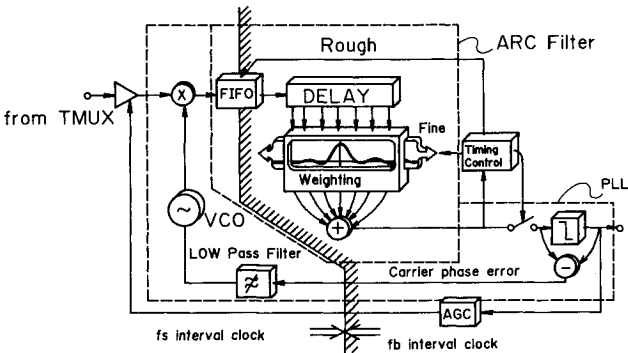 Rough
ARC Filter
from TMUX
X
FIFO
DELAY
Fine
Timing
Control
Weighting
PLL
~
VCO
+
LOW Pass Filter
Carrier phase error
−
AGC
fs interval clock
fb interval clock